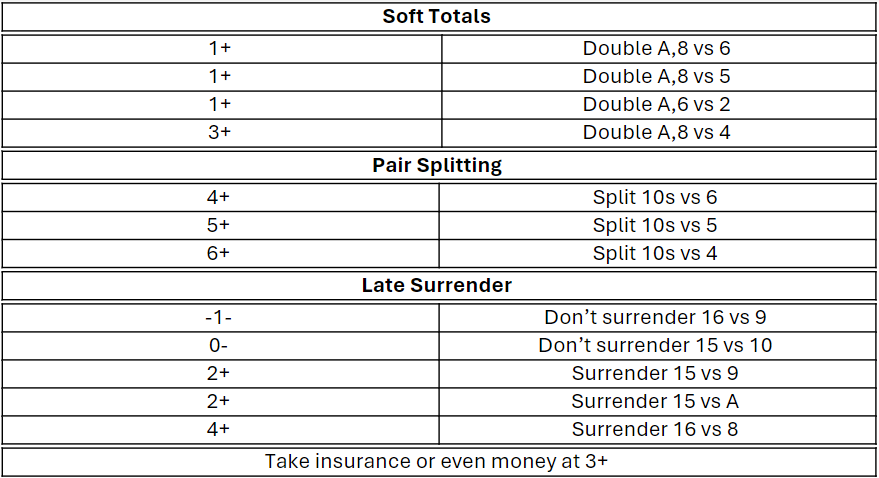 Soft Totals
1+ Double A,8 vs 6
1+ Double A,8 vs 5
1+ Double A,6 vs 2
3+ Double A,8 vs 4
Pair Splitting
4+ Split 10s vs 6
5+ Split 10s vs 5
6+ Split 10s vs 4
Late Surrender
-1- Don’t surrender 16 vs 9
0- Don’t surrender 15 vs 10
2+ Surrender 15 vs 9
2+ Surrender 15 vs A
4+ Surrender 16 vs 8
Take insurance or even money at 3+